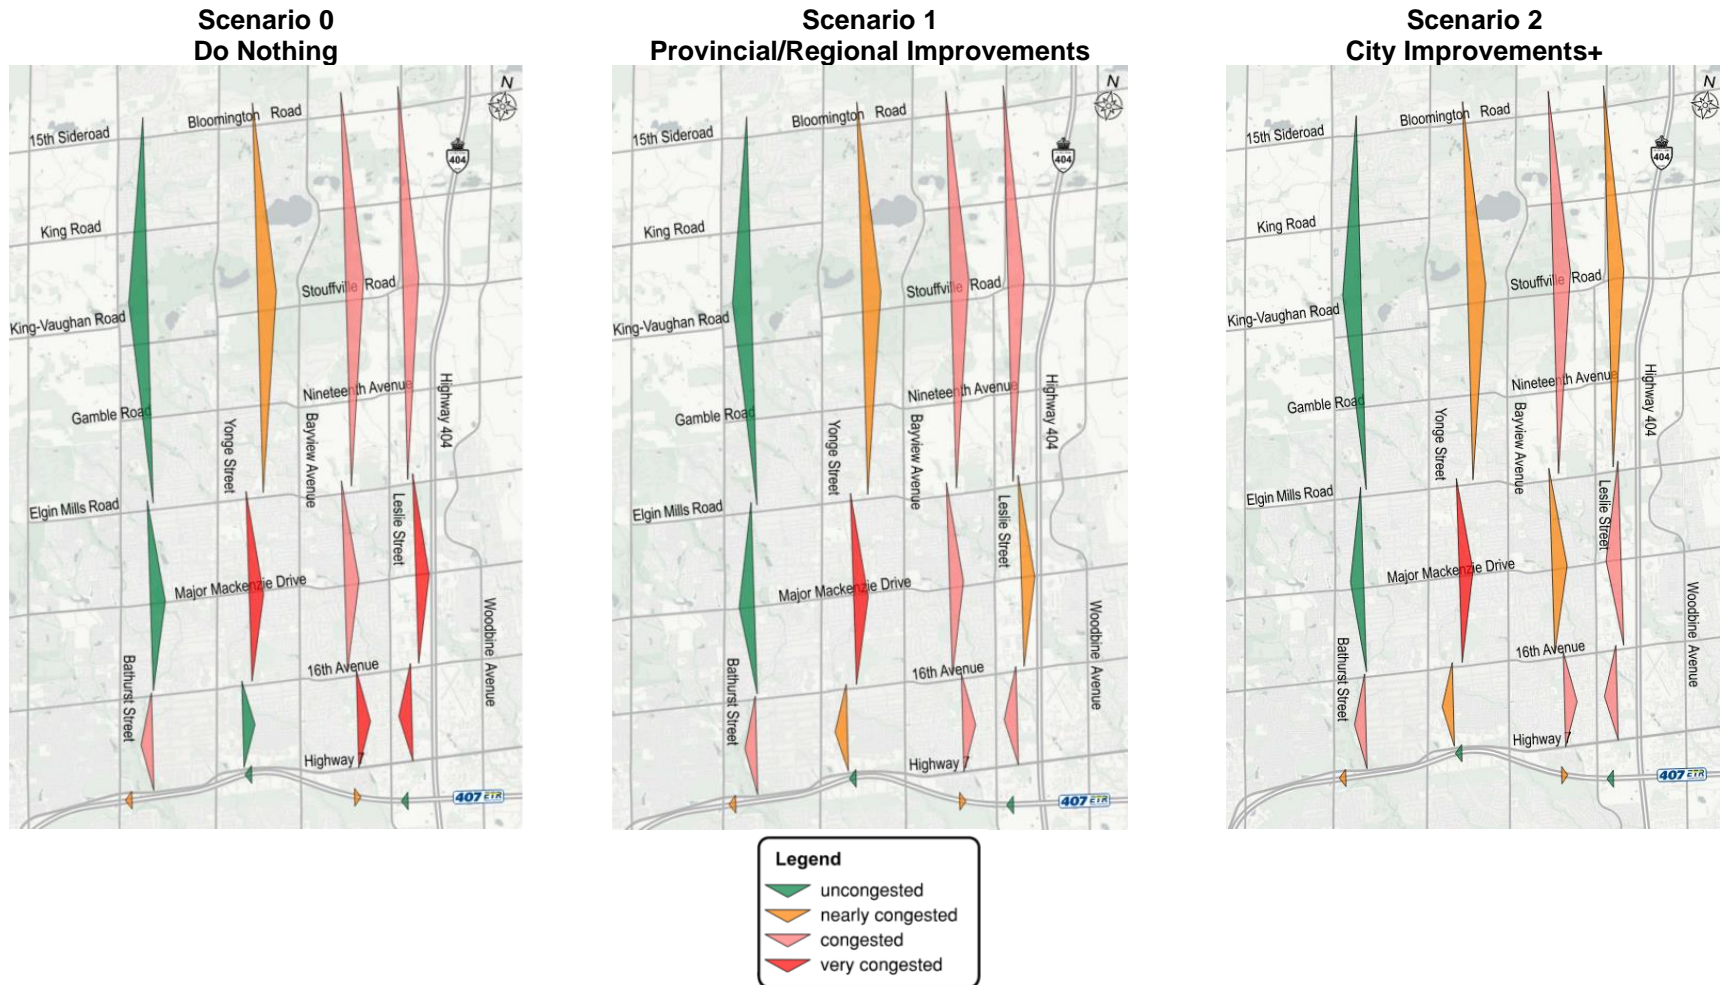 Scenario 0
Do Nothing
N
Bloomington Road
15th Sideroad
404
King Road
Stouffville Road
King-Vaughan Road
Nineteenth Avenue
Highway 404
Gamble Road
Yonge Street
Bayview Avenue
Elgin Mills Road
Leslie Street
Major Mackenzie Drive
Woodbine Avenue
16th Avenue
Bathurst Street
Highway 7
407 ETR
Scenario 1
Provincial/Regional Improvements
N
Bloomington Road
15th Sideroad
404
King Road
Stouffville Road
King-Vaughan Road
Nineteenth Avenue
Highway 404
Gamble Road
Yonge Street
Bayview Avenue
Elgin Mills Road
Leslie Street
Major Mackenzie Drive
Woodbine Avenue
16th Avenue
Bathurst Street
Highway 7
407 ETR
Scenario 2
City Improvements+
N
Bloomington Road
15th Sideroad
404
King Road
Stouffville Road
King-Vaughan Road
Nineteenth Avenue
Highway 404
Gamble Road
Yonge Street
Bayview Avenue
Elgin Mills Road
Leslie Street
Major Mackenzie Drive
Woodbine Avenue
16th Avenue
Bathurst Street
Highway 7
407 ETR
Legend
uncongested
nearly congested
congested
very congested